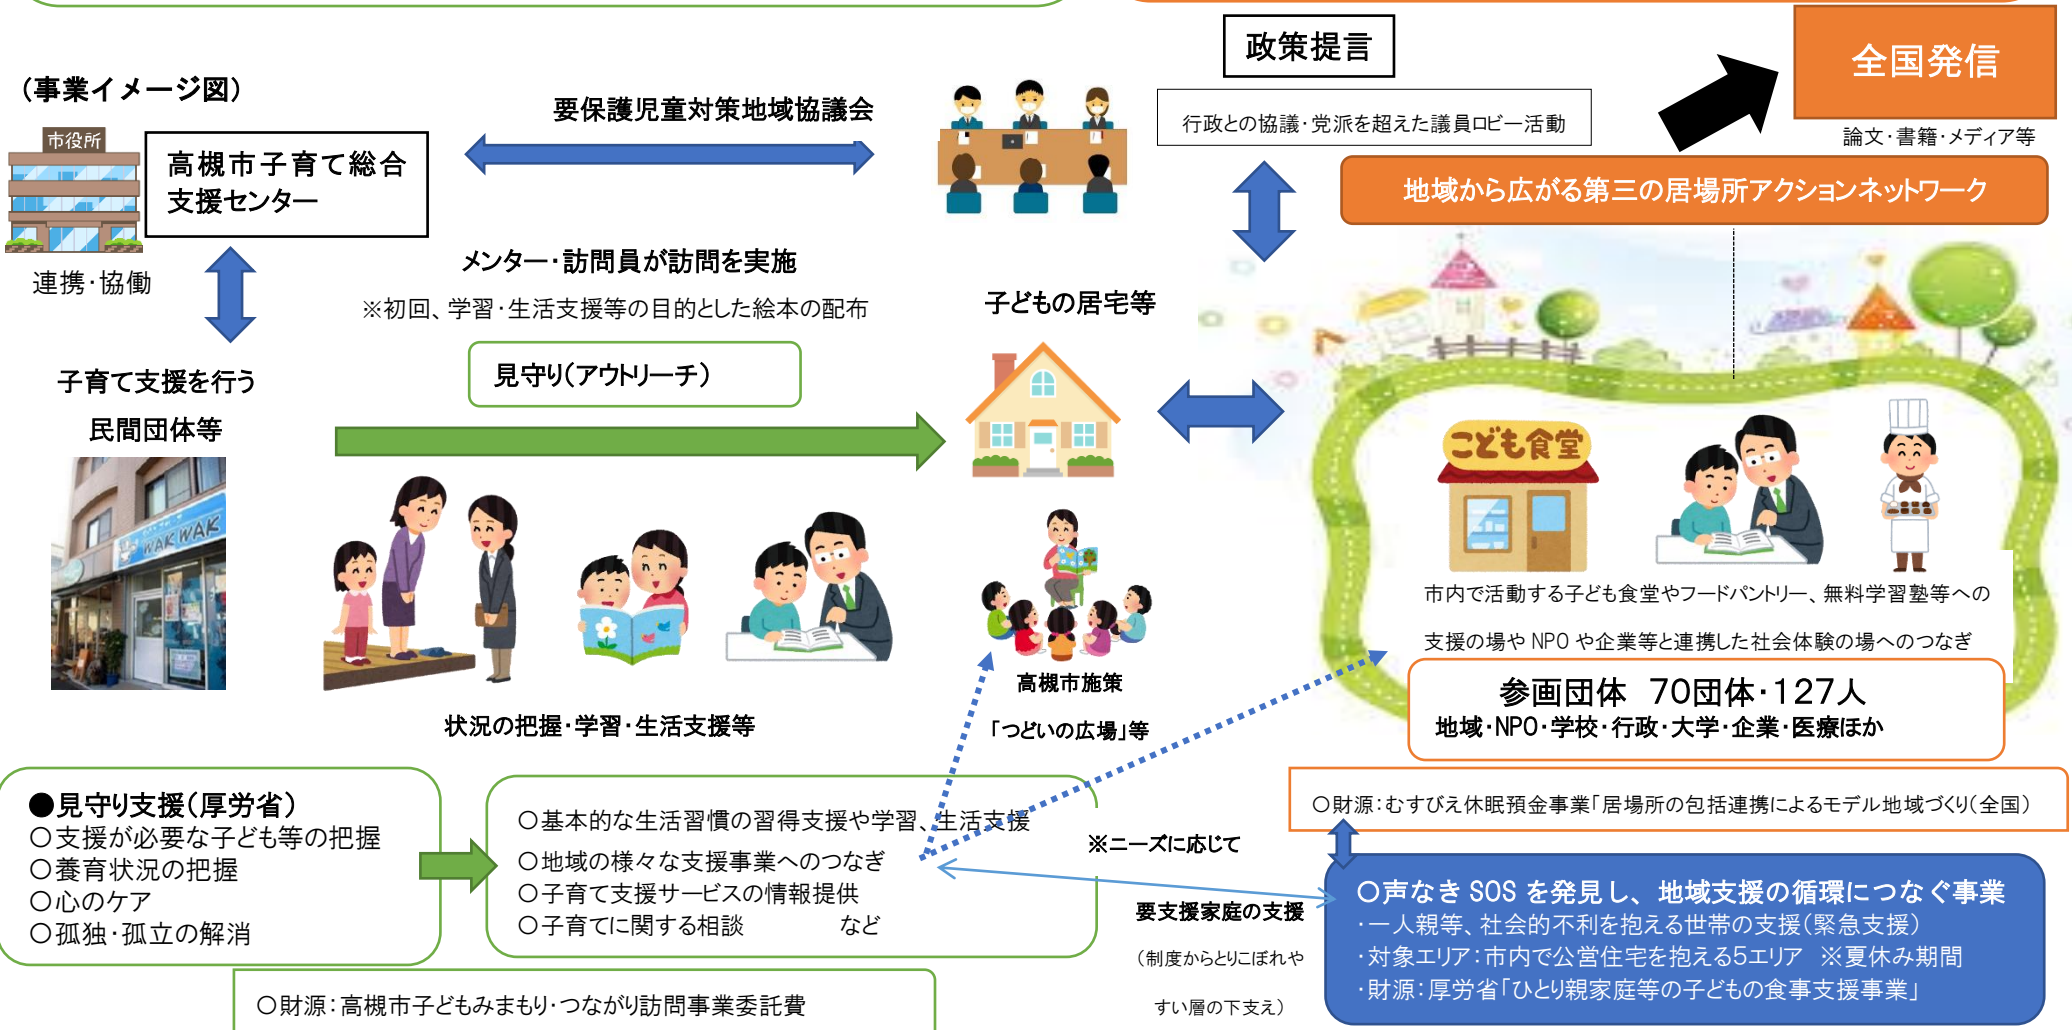 政策提言
全国発信
（事業イメージ図）
要保護児童対策地域協議会
行政との協議・党派を超えた議員ロビー活動
論文・書籍・メディア等
市役所
高槻市子育て総合
支援センター
地域から広がる第三の居場所アクションネットワーク
連携・協働
メンター・訪問員が訪問を実施
※初回、学習・生活支援等の目的とした絵本の配布
子どもの居宅等
見守り（アウトリーチ）
子育て支援を行う
民間団体等
WAK WAK
こども食堂
市内で活動する子ども食堂やフードパントリー、無料学習塾等への
支援の場や NPO や企業等と連携した社会体験の場へのつなぎ
高槻市施策
「つどいの広場」等
状況の把握・学習・生活支援等
参画団体　70団体・127人
地域・NPO・学校・行政・大学・企業・医療ほか
●見守り支援（厚労省）
○支援が必要な子ども等の把握
○養育状況の把握
○心のケア
○孤独・孤立の解消
○基本的な生活習慣の習得支援や学習、生活支援
○地域の様々な支援事業へのつなぎ
○子育て支援サービスの情報提供
○子育てに関する相談　　　など
○財源：高槻市子どもみまもり・つながり訪問事業委託費
※ニーズに応じて
要支援家庭の支援
（制度からとりこぼれや
すい層の下支え）
○財源：むすびえ休眠預金事業「居場所の包括連携によるモデル地域づくり（全国）
○声なき SOS を発見し、地域支援の循環につなぐ事業
・一人親等、社会的不利を抱える世帯の支援（緊急支援）
・対象エリア：市内で公営住宅を抱える5エリア　※夏休み期間
・財源：厚労省「ひとり親家庭等の子どもの食事支援事業」